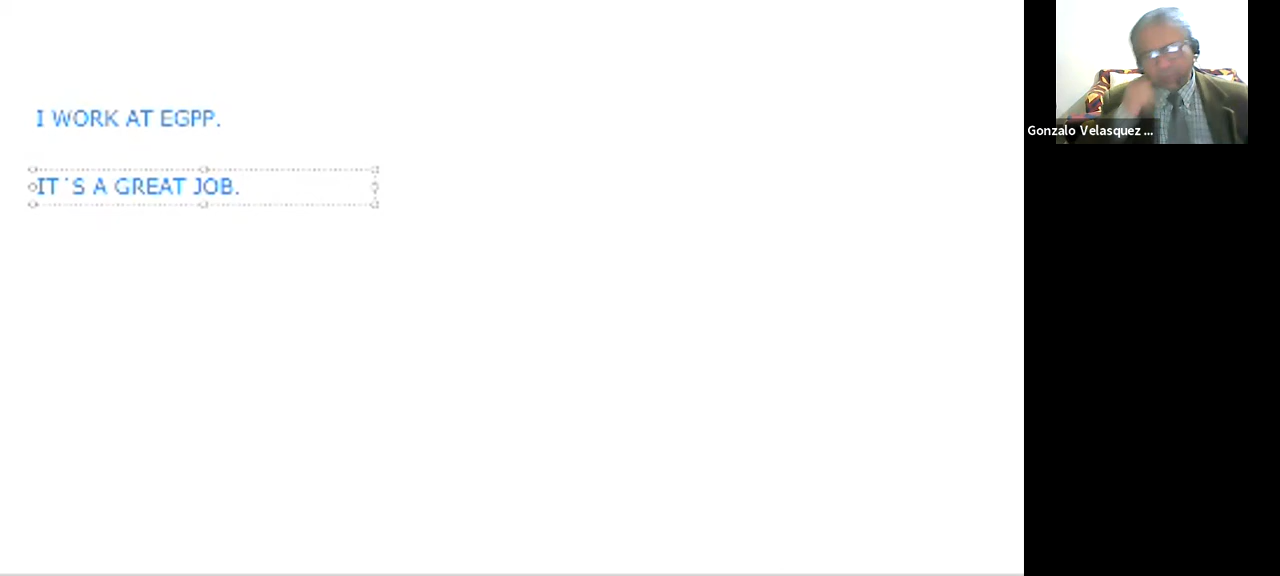 I WORK AT EGPP.
IT´S A GREAT JOB.
Gonzalo Velasquez ...